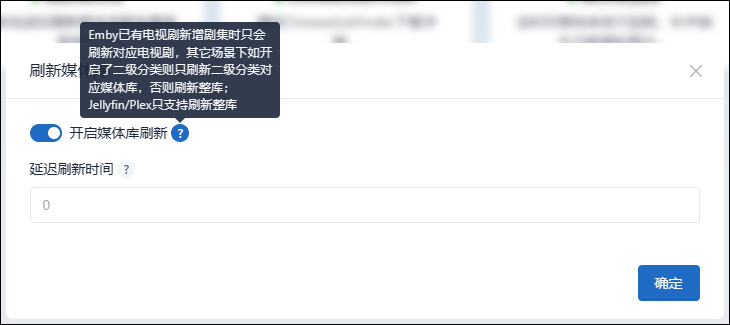 Emby已有电视剧新增剧集时只会
刷新对应电视剧，其它场景下如开
启了二级分类则只刷新二级分类对
应媒体库，否则刷新整库；
Jellyfin/Plex只支持刷新整库
刷新媒体
开启媒体库刷新 ?
延迟刷新时间 ?
0
确定